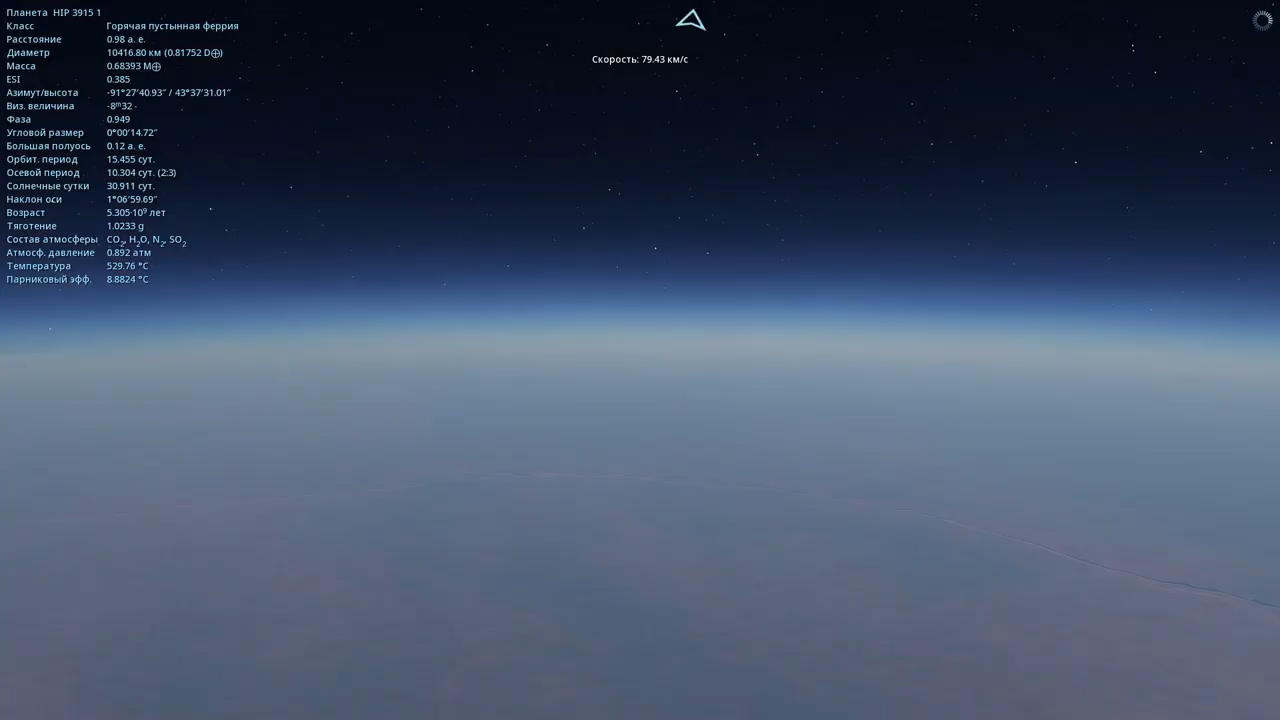 Планета HIP 3915 1
Класс Горячая пустынная феррия
Расстояние 0.98 а. е.
Диаметр 10416.80 км (0.81752 D⊕)
Масса 0.68393 M⊕
ESI 0.385
Азимут/высота -91°27′40.93″ / 43°37′31.01″
Виз. величина -8ᵐ32
Фаза 0.949
Угловой размер 0°00′14.72″
Большая полуось 0.12 а. е.
Орбит. период 15.455 сут.
Осевой период 10.304 сут. (2:3)
Солнечные сутки 30.911 сут.
Наклон оси 1°06′59.69″
Возраст 5.305·10⁹ лет
Тяготение 1.0233 g
Состав атмосферы CO₂, H₂O, N₂, SO₂
Атмосф. давление 0.892 атм
Температура 529.76 °C
Парниковый эфф. 8.8824 °C
Скорость: 79.43 км/с